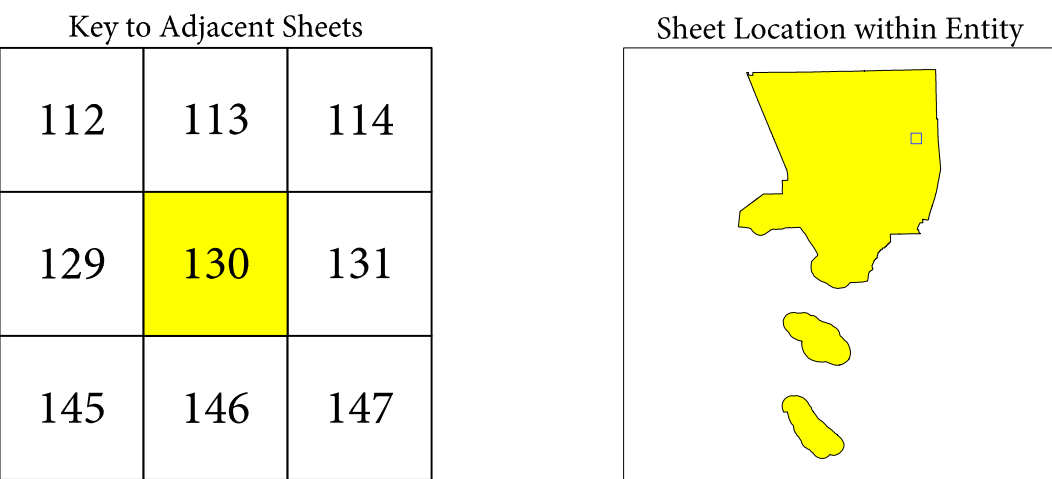 Key to Adjacent Sheets
Sheet Location within Entity
112 113 114
129 130 131
145 146 147